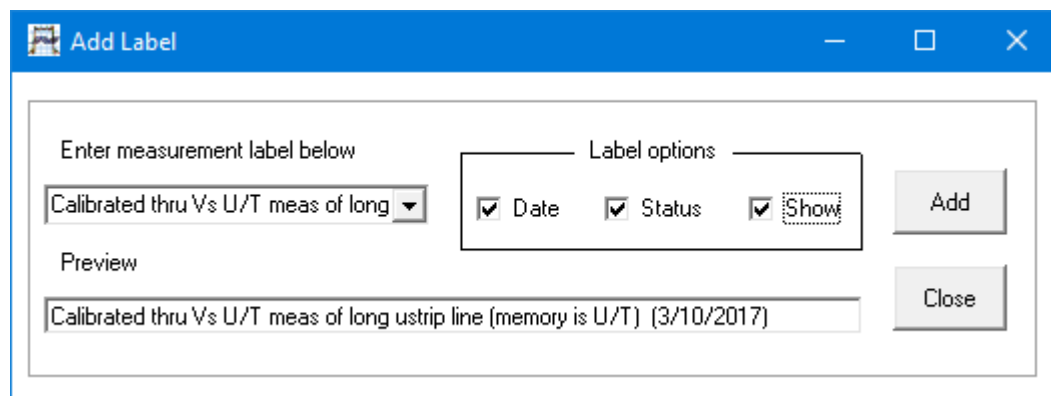 Add Label
Enter measurement label below
Label options
Calibrated thru Vs U/T meas of long
Date
Status
Show
Add
Preview
Close
Calibrated thru Vs U/T meas of long ustrip line (memory is U/T) (3/10/2017)